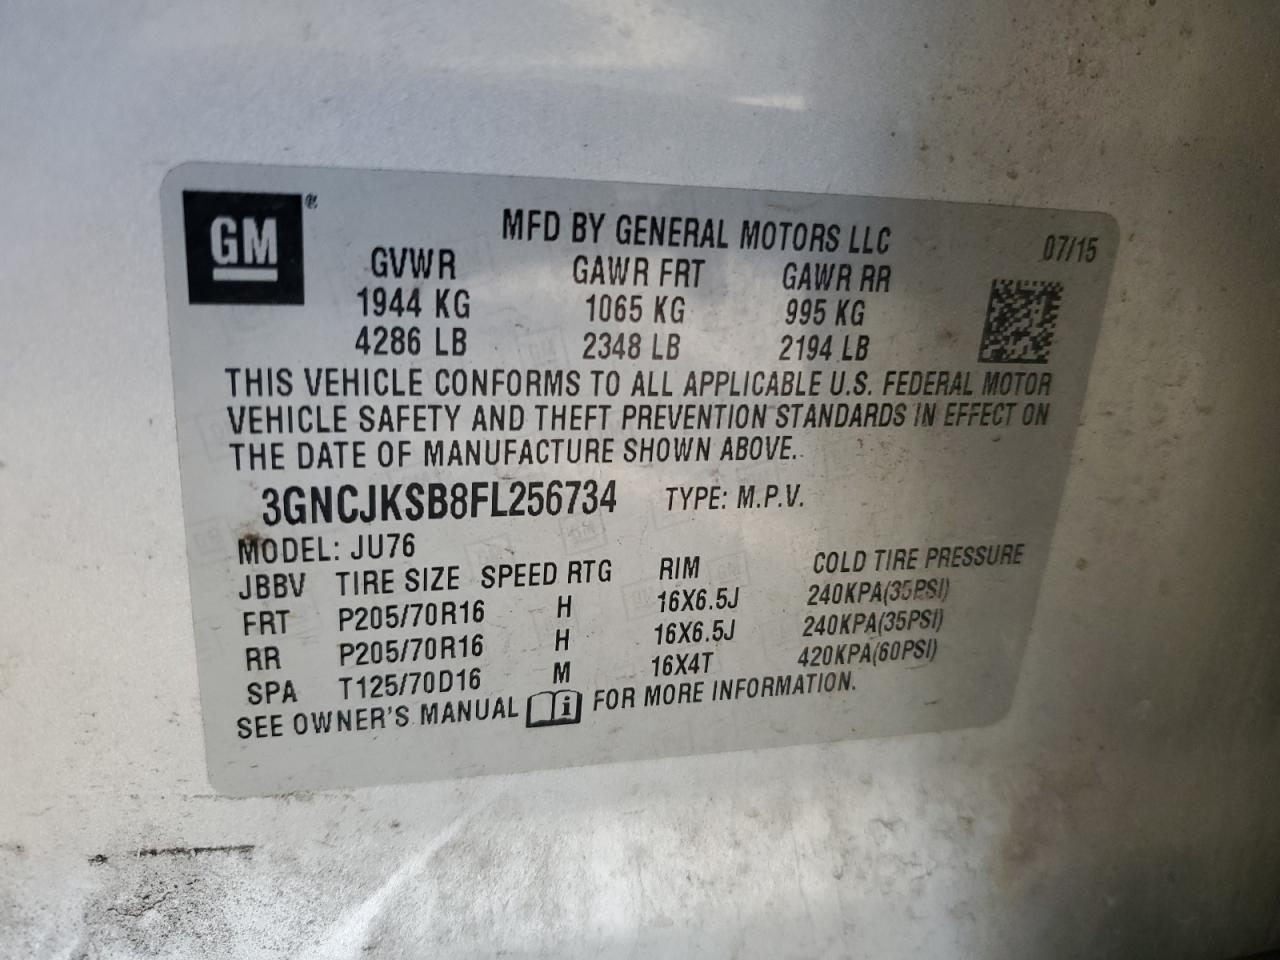 GM ®
MFD BY GENERAL MOTORS LLC 07/15
GVWR GAWR FRT GAWR RR
1944 KG 1065 KG 995 KG
4286 LB 2348 LB 2194 LB
THIS VEHICLE CONFORMS TO ALL APPLICABLE U.S. FEDERAL MOTOR
VEHICLE SAFETY AND THEFT PREVENTION STANDARDS IN EFFECT ON
THE DATE OF MANUFACTURE SHOWN ABOVE.
3GNCJKSB8FL256734 TYPE: M.P.V.
MODEL: JU76
JBBV TIRE SIZE SPEED RTG RIM COLD TIRE PRESSURE
FRT P205/70R16 H 16X6.5J 240KPA(35PSI)
RR P205/70R16 H 16X6.5J 240KPA(35PSI)
SPA T125/70D16 M 16X4T 420KPA(60PSI)
SEE OWNER'S MANUAL i FOR MORE INFORMATION.